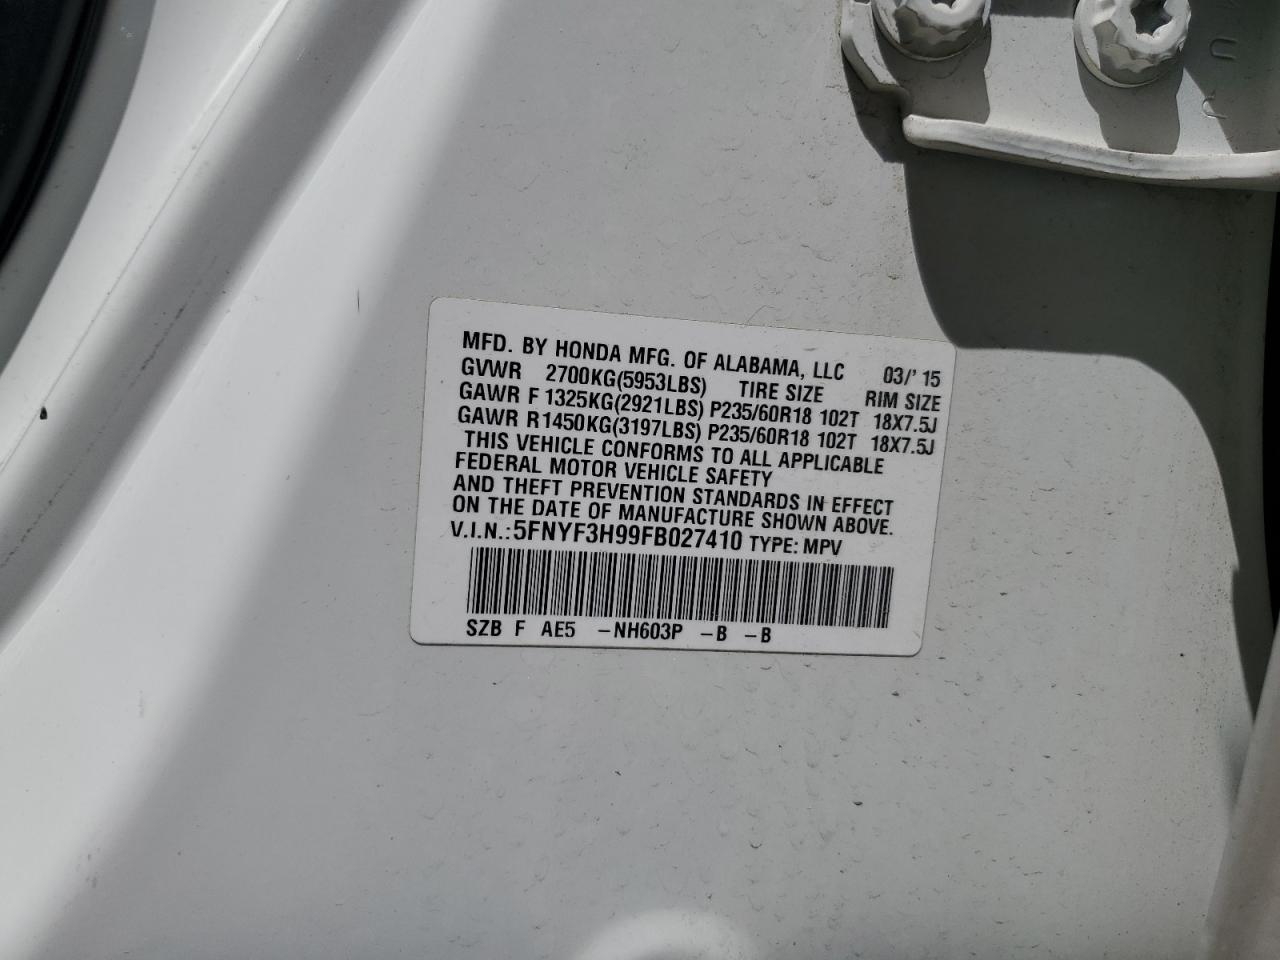 MFD. BY HONDA MFG. OF ALABAMA, LLC 03/' 15
GVWR 2700KG(5953LBS) TIRE SIZE RIM SIZE
GAWR F 1325KG(2921LBS) P235/60R18 102T 18X7.5J
GAWR R1450KG(3197LBS) P235/60R18 102T 18X7.5J
THIS VEHICLE CONFORMS TO ALL APPLICABLE
FEDERAL MOTOR VEHICLE SAFETY
AND THEFT PREVENTION STANDARDS IN EFFECT
ON THE DATE OF MANUFACTURE SHOWN ABOVE.
V.I.N.:5FNYF3H99FB027410 TYPE: MPV
SZB F AE5 -NH603P -B -B